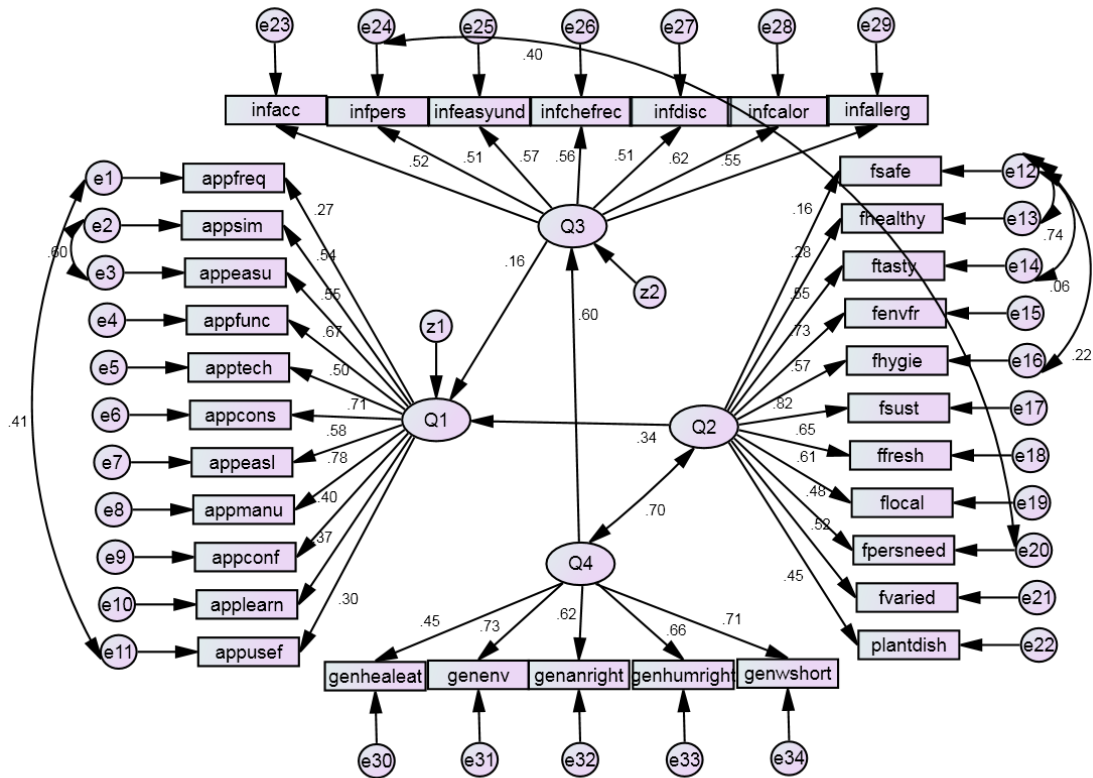 e23 e24 e25 e26 e27 e28 e29
.40
infacc infpers infeasyund infchefrec infdisc infcalor infallerg
.52 .51 .57 .56 .51 .62 .55
e1 appfreq
fsafe e12
.27
Q3
.16
fhealthy e13
e2 appsim
.74
.60
.54
.16
.28
ftasty e14
e3 appeasu
.06
.55
z2
.55
e4 appfunc
z1
.60
fenvfr e15
.67
.73
e5 apptech
fhygie e16
.22
.50
.57
e6 appcons
.71
Q1
Q2
.82
fsust e17
.41
.58
.34
.65
e7 appeasl
ffresh e18
.78
.61
e8 appmanu
.40
.48
flocal e19
.70
.52
e9 appconf
.37
Q4
fpersneed e20
.45
e10 applearn
.30
fvaried e21
e11 appusef
.45 .73 .62 .66 .71
plantdish e22
genhealeat genenv genanright genhumright genwshort
e30 e31 e32 e33 e34